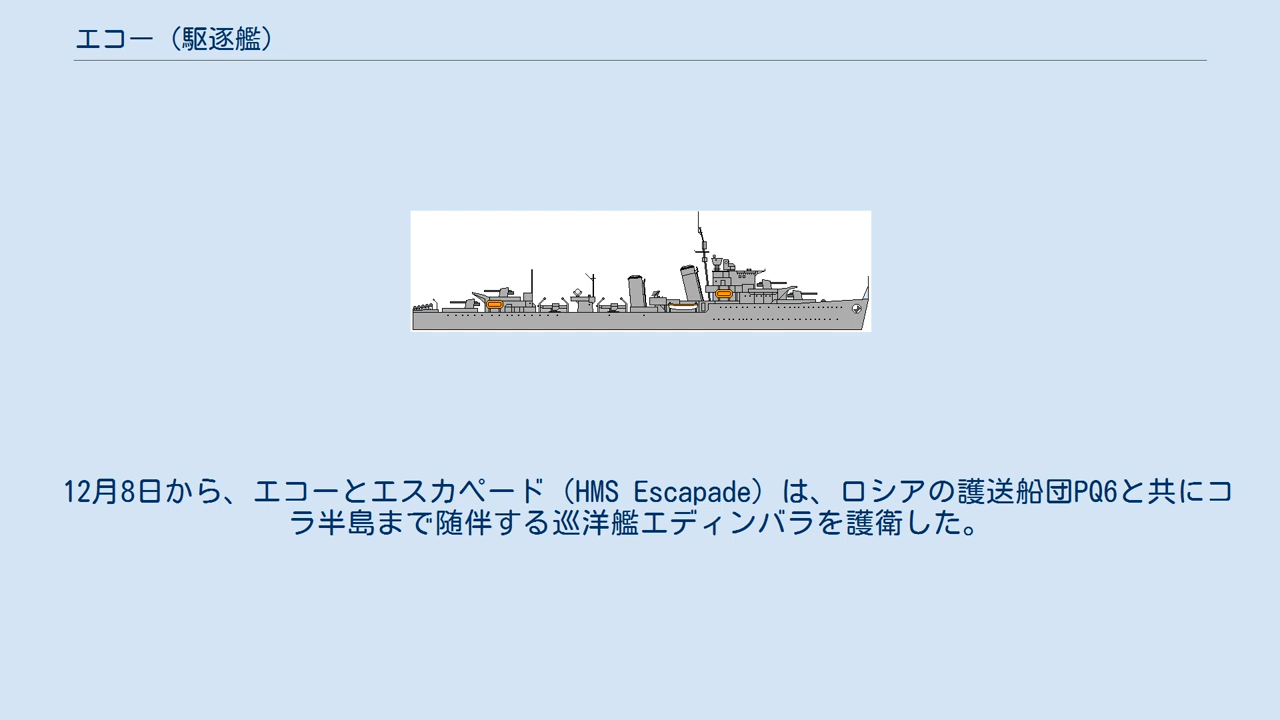 エコー（駆逐艦）
12月8日から、エコーとエスカペード（HMS Escapade）は、ロシアの護送船団PQ6と共にコ
ラ半島まで随伴する巡洋艦エディンバラを護衛した。